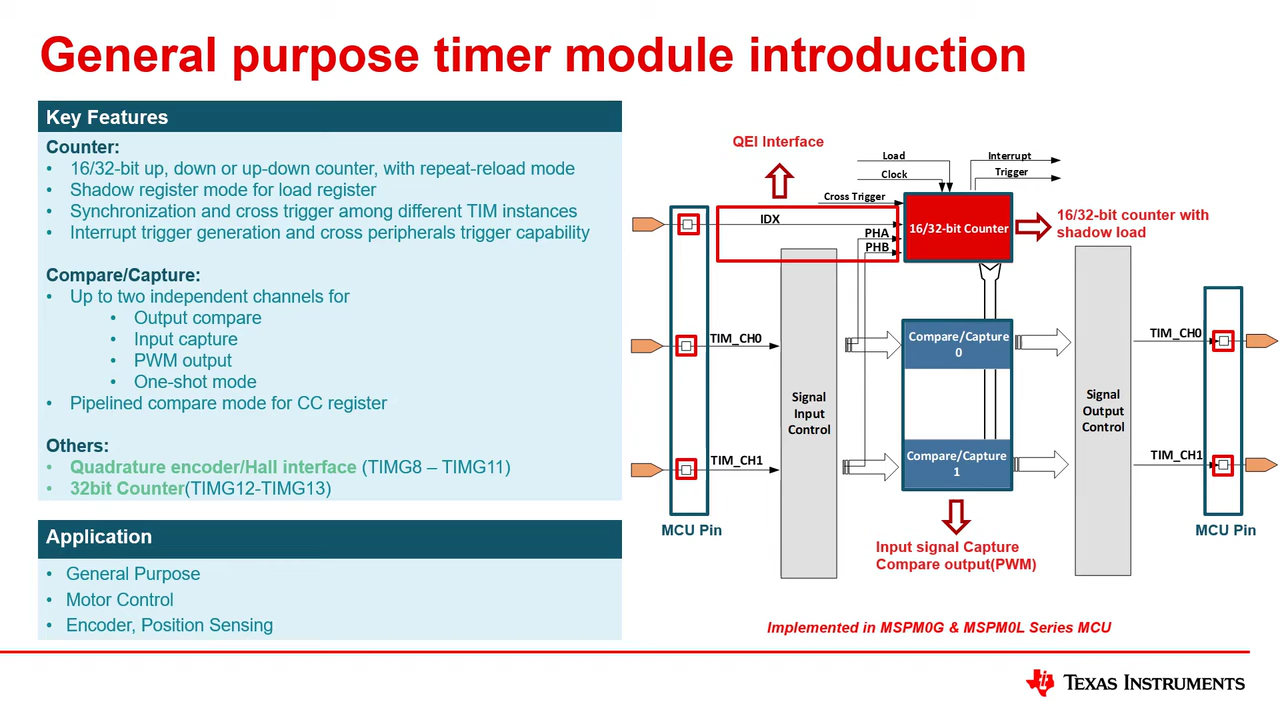 General purpose timer module introduction
Key Features
Counter:
• 16/32-bit up, down or up-down counter, with repeat-reload mode
• Shadow register mode for load register
• Synchronization and cross trigger among different TIM instances
• Interrupt trigger generation and cross peripherals trigger capability
Compare/Capture:
• Up to two independent channels for
• Output compare
• Input capture
• PWM output
• One-shot mode
• Pipelined compare mode for CC register
Others:
• Quadrature encoder/Hall interface (TIMG8 – TIMG11)
• 32bit Counter(TIMG12-TIMG13)
Application
• General Purpose
• Motor Control
• Encoder, Position Sensing
QEI Interface
Load
Clock
Cross Trigger
Interrupt
Trigger
IDX
PHA
PHB
16/32-bit Counter
16/32-bit counter with
shadow load
TIM_CH0
TIM_CH1
Signal
Input
Control
Compare/Capture
0
Compare/Capture
1
Signal
Output
Control
TIM_CH0
TIM_CH1
MCU Pin
MCU Pin
Input signal Capture
Compare output(PWM)
Implemented in MSPM0G & MSPM0L Series MCU
TEXAS INSTRUMENTS